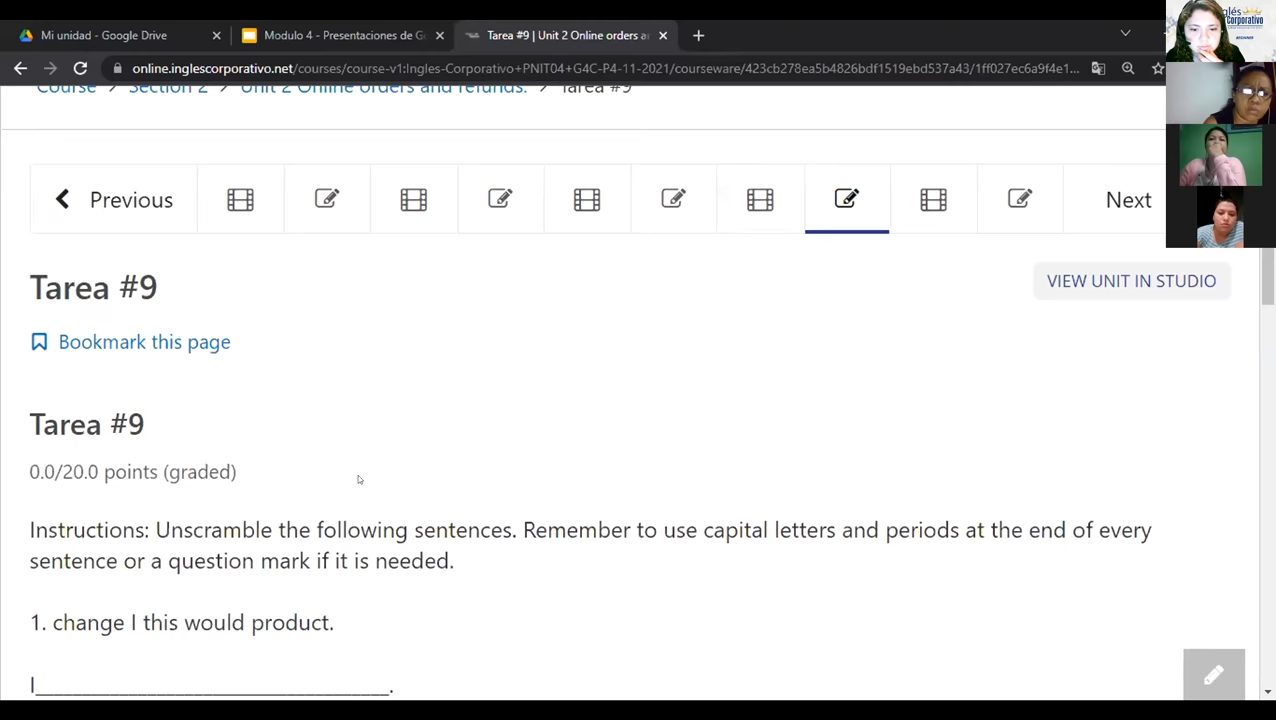 Mi unidad - Google Drive
Modulo 4 - Presentaciones de G
Tarea #9 | Unit 2 Online orders a
online.inglescorporativo.net/courses/course-v1:Ingles-Corporativo+PNIT04+G4C-P4-11-2021/courseware/
Course > Section 2 > Unit 2 Online orders and refunds. > Tarea #9
Previous
Next
Tarea #9
VIEW UNIT IN STUDIO
Bookmark this page
Tarea #9
0.0/20.0 points (graded)
Instructions: Unscramble the following sentences. Remember to use capital letters and periods at the end of every
sentence or a question mark if it is needed.
1. change I this would product.
I___________________________________.